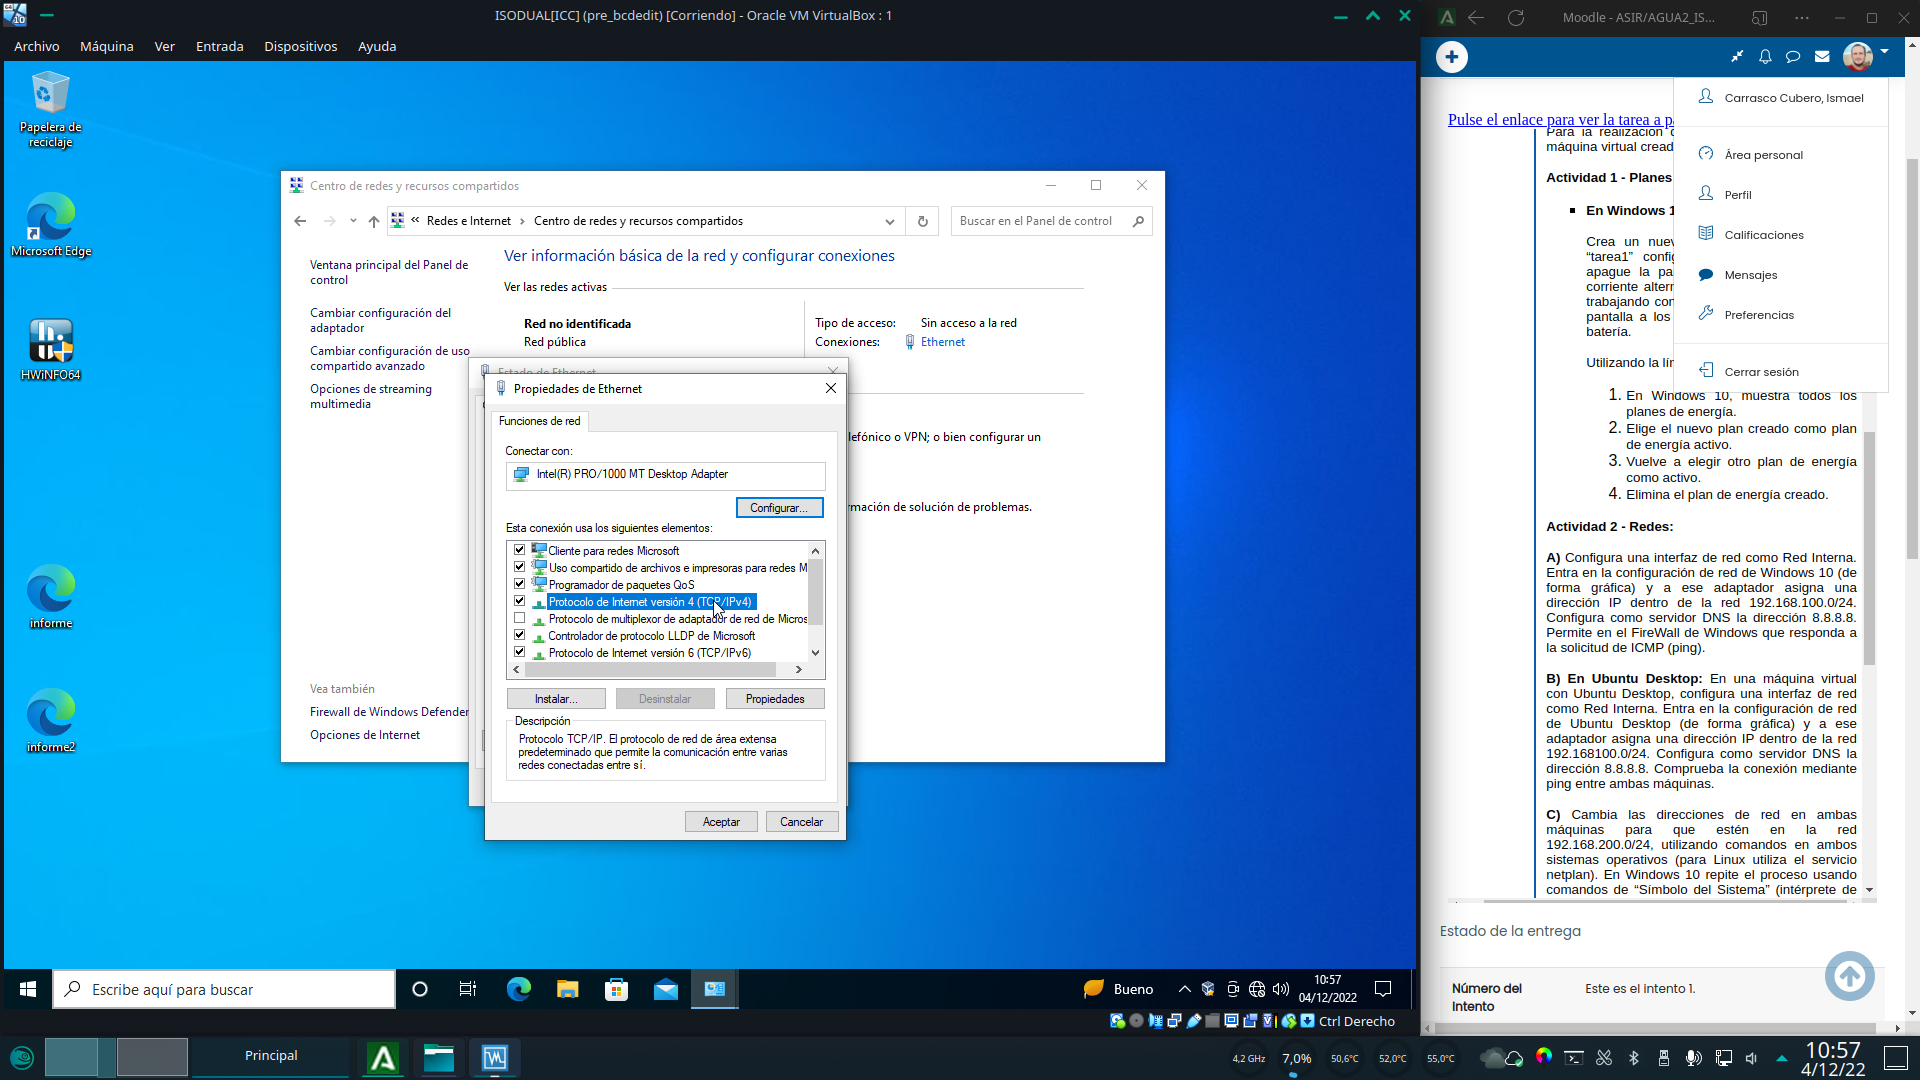 ISODUAL[ICC] (pre_bcdedit) [Corriendo] - Oracle VM VirtualBox : 1
Archivo Máquina Ver Entrada Dispositivos Ayuda
Papelera de
reciclaje
Microsoft Edge
HWiNFO64
informe
informe2
Centro de redes y recursos compartidos
« Redes e Internet > Centro de redes y recursos compartidos
Buscar en el Panel de control
Ventana principal del Panel de
control
Cambiar configuración del
adaptador
Cambiar configuración de uso
compartido avanzado
Opciones de streaming
multimedia
Vea también
Firewall de Windows Defender
Opciones de Internet
Ver información básica de la red y configurar conexiones
Ver las redes activas
Red no identificada
Red pública
Tipo de acceso: Sin acceso a la red
Conexiones: Ethernet
lefónico o VPN; o bien configurar un
rmación de solución de problemas.
Estado de Ethernet
Propiedades de Ethernet
Funciones de red
Conectar con:
Intel(R) PRO/1000 MT Desktop Adapter
Configurar...
Esta conexión usa los siguientes elementos:
Cliente para redes Microsoft
Uso compartido de archivos e impresoras para redes M
Programador de paquetes QoS
Protocolo de Internet versión 4 (TCP/IPv4)
Protocolo de multiplexor de adaptador de red de Micros
Controlador de protocolo LLDP de Microsoft
Protocolo de Internet versión 6 (TCP/IPv6)
Instalar... Desinstalar Propiedades
Descripción
Protocolo TCP/IP. El protocolo de red de área extensa
predeterminado que permite la comunicación entre varias
redes conectadas entre sí.
Aceptar Cancelar
Escribe aquí para buscar
Bueno
10:57
04/12/2022
Ctrl Derecho
Moodle - ASIR/AGUA2_IS...
Carrasco Cubero, Ismael
Área personal
Perfil
Calificaciones
Mensajes
Preferencias
Cerrar sesión
Pulse el enlace para ver la tarea a pa
Para la realización d
máquina virtual cread
Actividad 1 - Planes
En Windows 1
Crea un nuev
“tarea1” config
apague la pa
corriente altern
trabajando con
pantalla a los
batería.
Utilizando la lín
1. En Windows 10, muestra todos los
planes de energía.
2. Elige el nuevo plan creado como plan
de energía activo.
3. Vuelve a elegir otro plan de energía
como activo.
4. Elimina el plan de energía creado.
Actividad 2 - Redes:
A) Configura una interfaz de red como Red Interna.
Entra en la configuración de red de Windows 10 (de
forma gráfica) y a ese adaptador asigna una
dirección IP dentro de la red 192.168.100.0/24.
Configura como servidor DNS la dirección 8.8.8.8.
Permite en el FireWall de Windows que responda a
la solicitud de ICMP (ping).
B) En Ubuntu Desktop: En una máquina virtual
con Ubuntu Desktop, configura una interfaz de red
como Red Interna. Entra en la configuración de red
de Ubuntu Desktop (de forma gráfica) y a ese
adaptador asigna una dirección IP dentro de la red
192.168100.0/24. Configura como servidor DNS la
dirección 8.8.8.8. Comprueba la conexión mediante
ping entre ambas máquinas.
C) Cambia las direcciones de red en ambas
máquinas para que estén en la red
192.168.200.0/24, utilizando comandos en ambos
sistemas operativos (para Linux utiliza el servicio
netplan). En Windows 10 repite el proceso usando
comandos de “Símbolo del Sistema” (intérprete de
Estado de la entrega
Número del
intento
Este es el intento 1.
Principal
4,2 GHz 7,0% 50,6°C 52,0°C 55,0°C
10:57
4/12/22